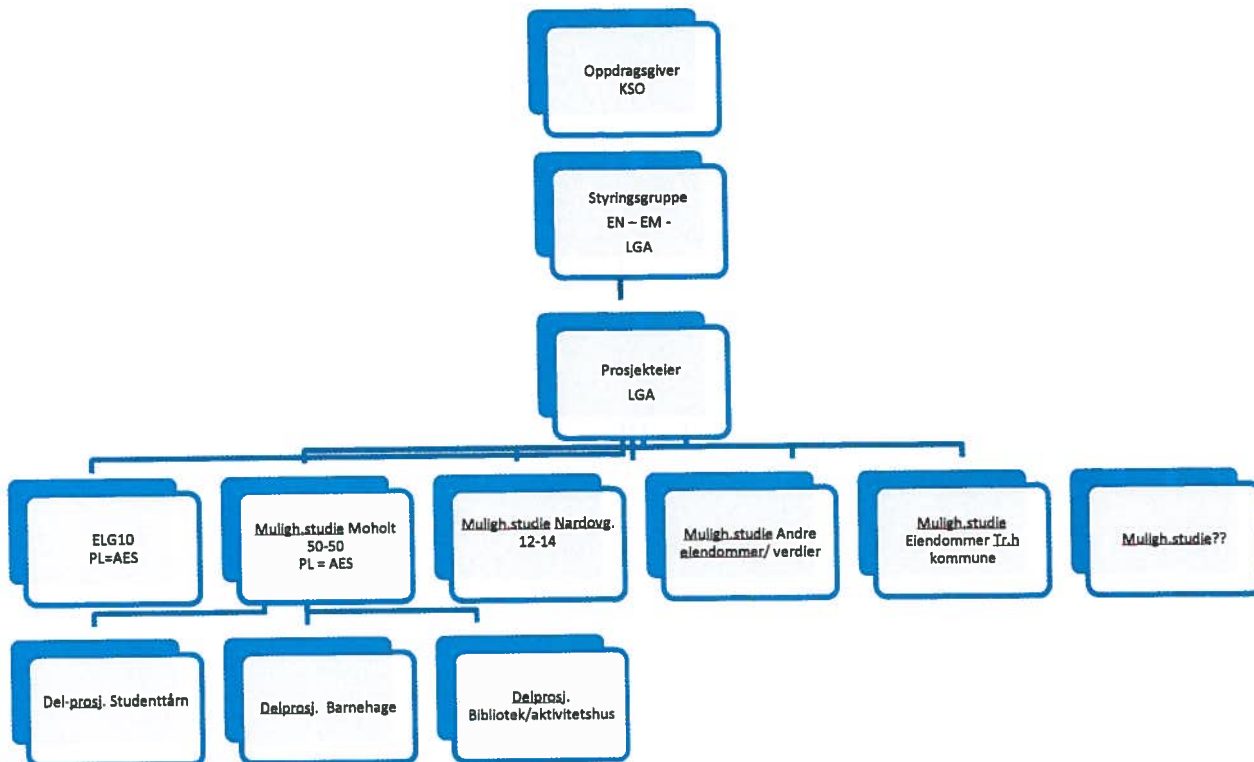 Oppdragsgiver
KSO
Styringsgruppe
EN – EM -
LGA
Prosjekteier
LGA
ELG10
PL=AES
Muligh.studie Moholt
50-50
PL = AES
Muligh.studie Nardovg.
12-14
Muligh.studie Andre
eiendommer/ verdier
Muligh.studie
Eiendommer Tr.h
kommune
Muligh.studie??
Del-prosj. Studenttårn
Delprosj. Barnehage
Delprosj.
Bibliotek/aktivitetshus